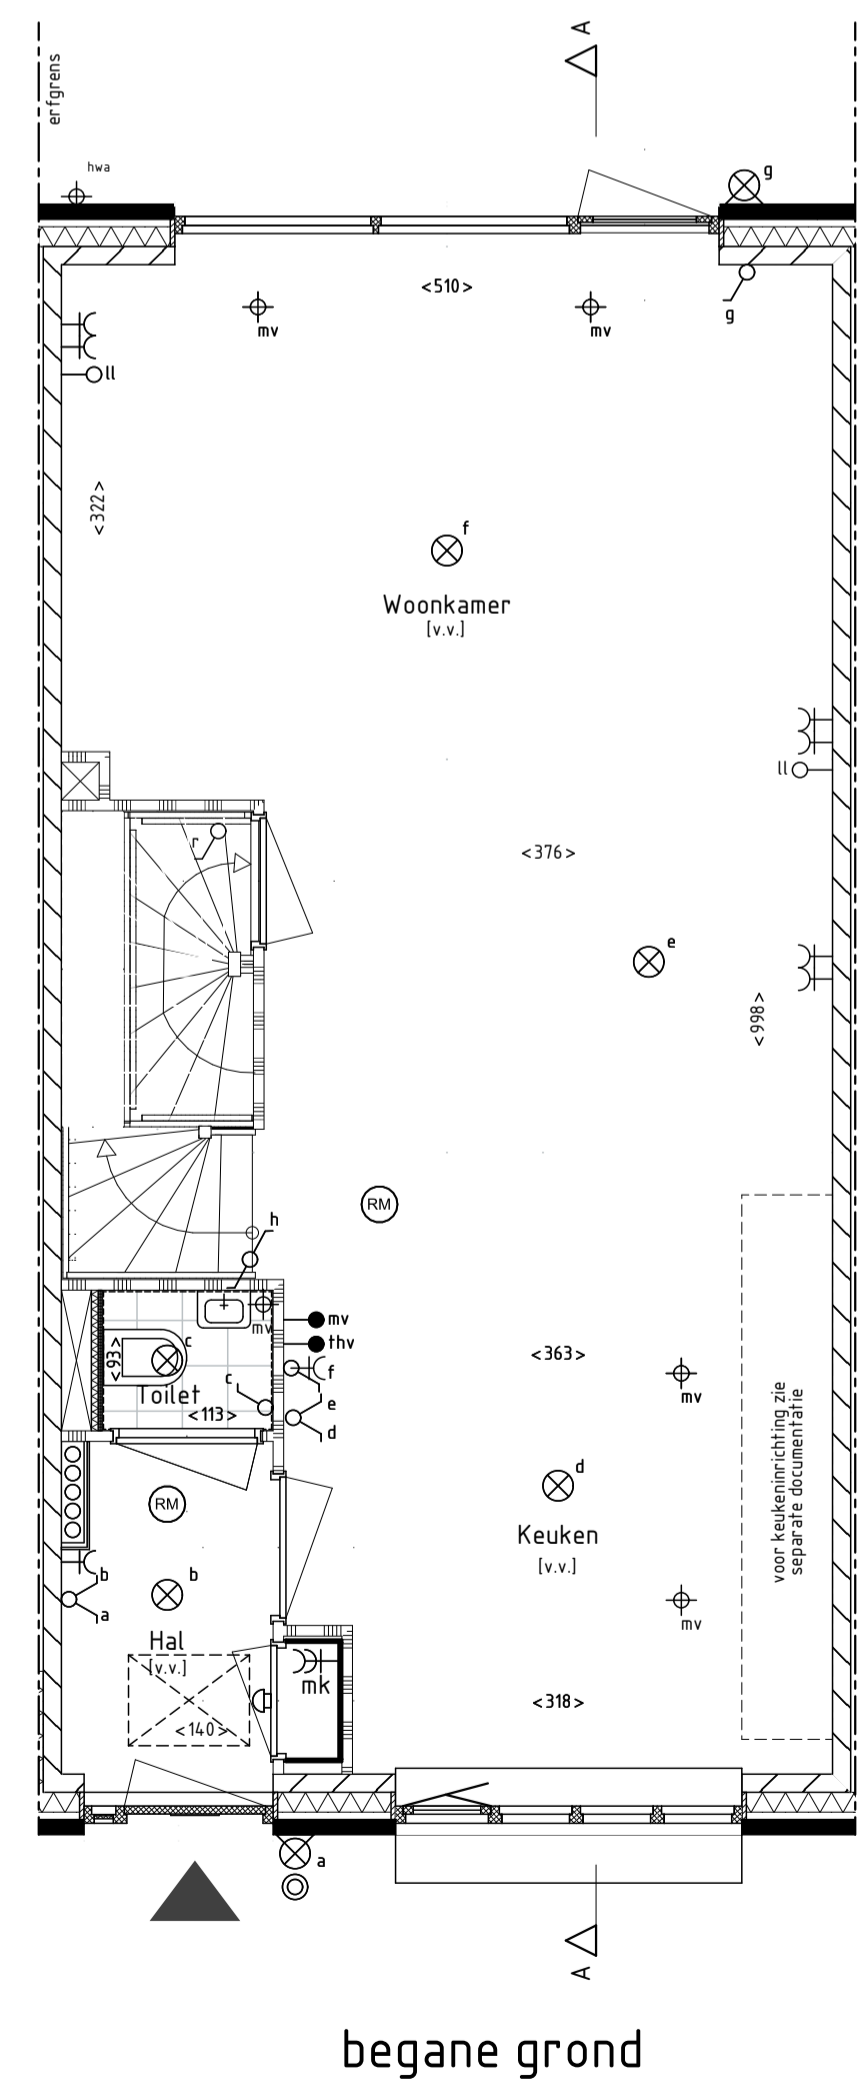 A
erfgrens
hwa
g
<510>
mv
mv
g
ll
<322>
f
Woonkamer
[v.v.]
ll
r
<376>
e
<998>
RM
h
mv
mv
thv
<93>
c
f
<363>
c
e
Toilet
<113>
d
mv
voor keukeninrichting zie
separate documentatie
d
RM
Keuken
[v.v.]
b
b
a
mv
Hal
[v.v.]
mk
<140>
<318>
a
A
begane grond